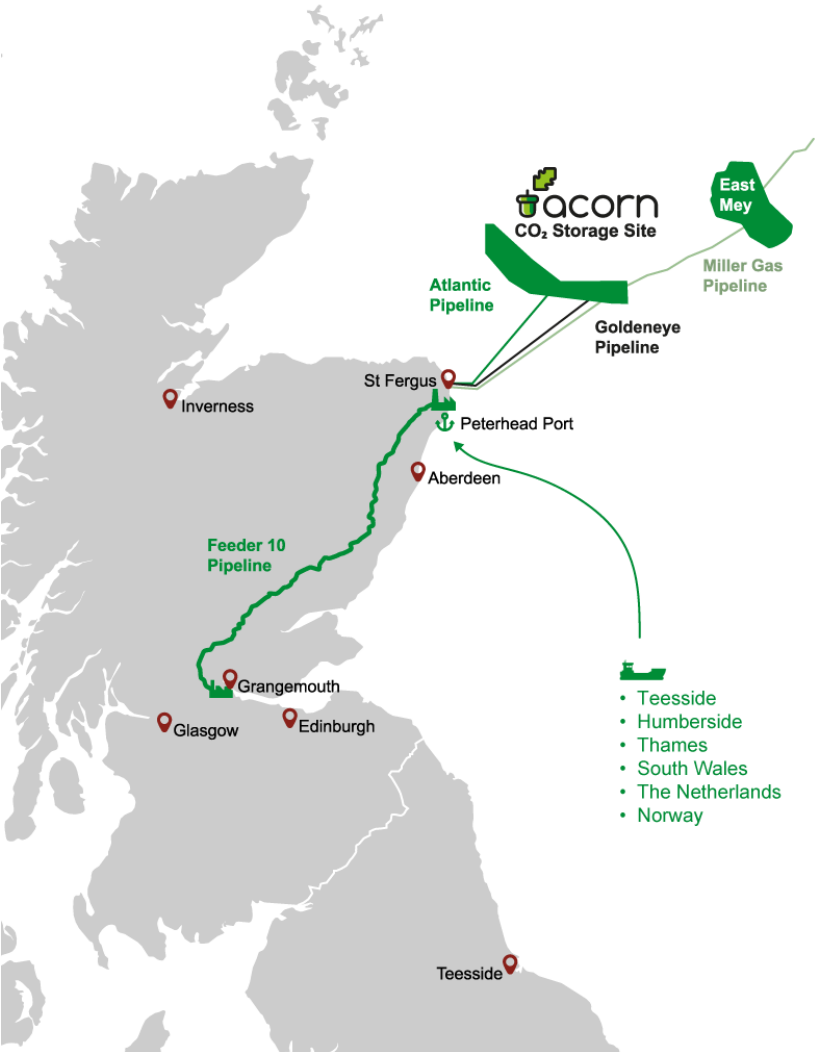 East
Mey
acorn
CO₂ Storage Site
Miller Gas
Pipeline
Atlantic
Pipeline
Goldeneye
Pipeline
St Fergus
Inverness
Peterhead Port
Aberdeen
Feeder 10
Pipeline
Grangemouth
Glasgow
Edinburgh
• Teesside
• Humberside
• Thames
• South Wales
• The Netherlands
• Norway
Teesside